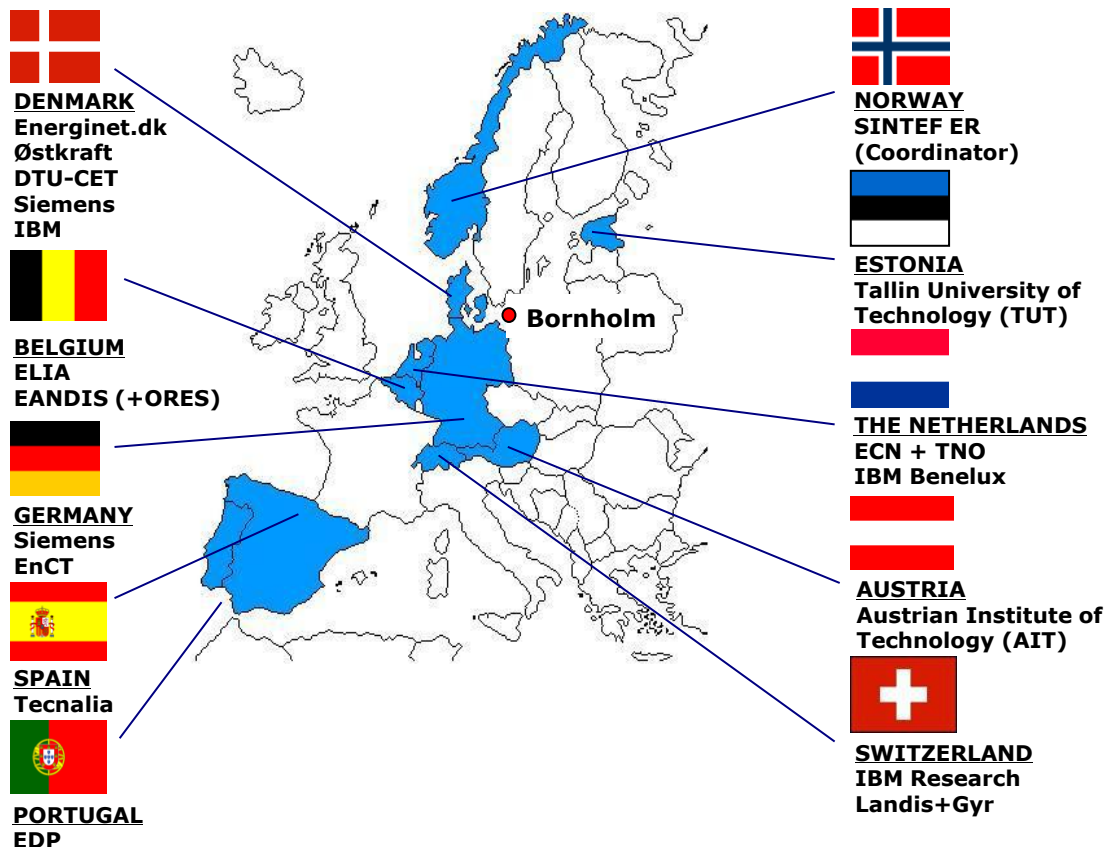 DENMARK
Energinet.dk
Østkraft
DTU-CET
Siemens
IBM
BELGIUM
ELIA
EANDIS (+ORES)
GERMANY
Siemens
EnCT
SPAIN
Tecnalia
PORTUGAL
EDP
Bornholm
NORWAY
SINTEF ER
(Coordinator)
ESTONIA
Tallin University of
Technology (TUT)
THE NETHERLANDS
ECN + TNO
IBM Benelux
AUSTRIA
Austrian Institute of
Technology (AIT)
SWITZERLAND
IBM Research
Landis+Gyr